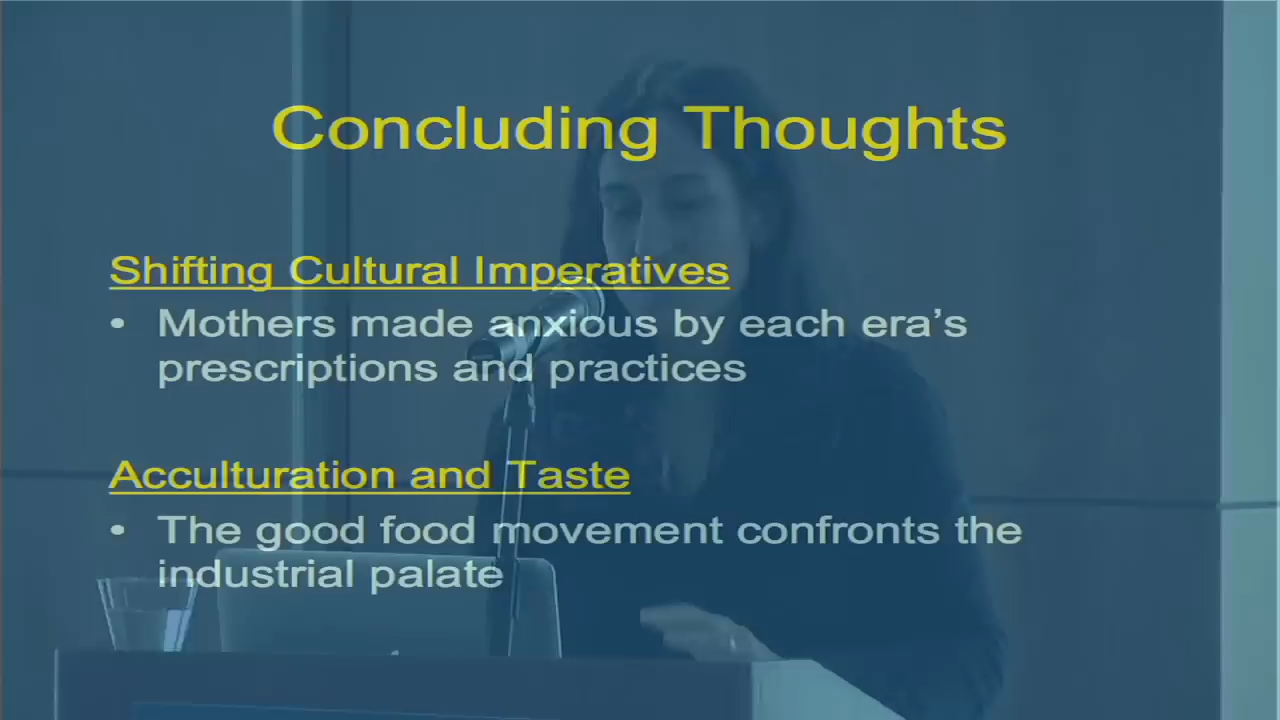 Concluding Thoughts
Shifting Cultural Imperatives
• Mothers made anxious by each era’s
prescriptions and practices
Acculturation and Taste
• The good food movement confronts the
industrial palate